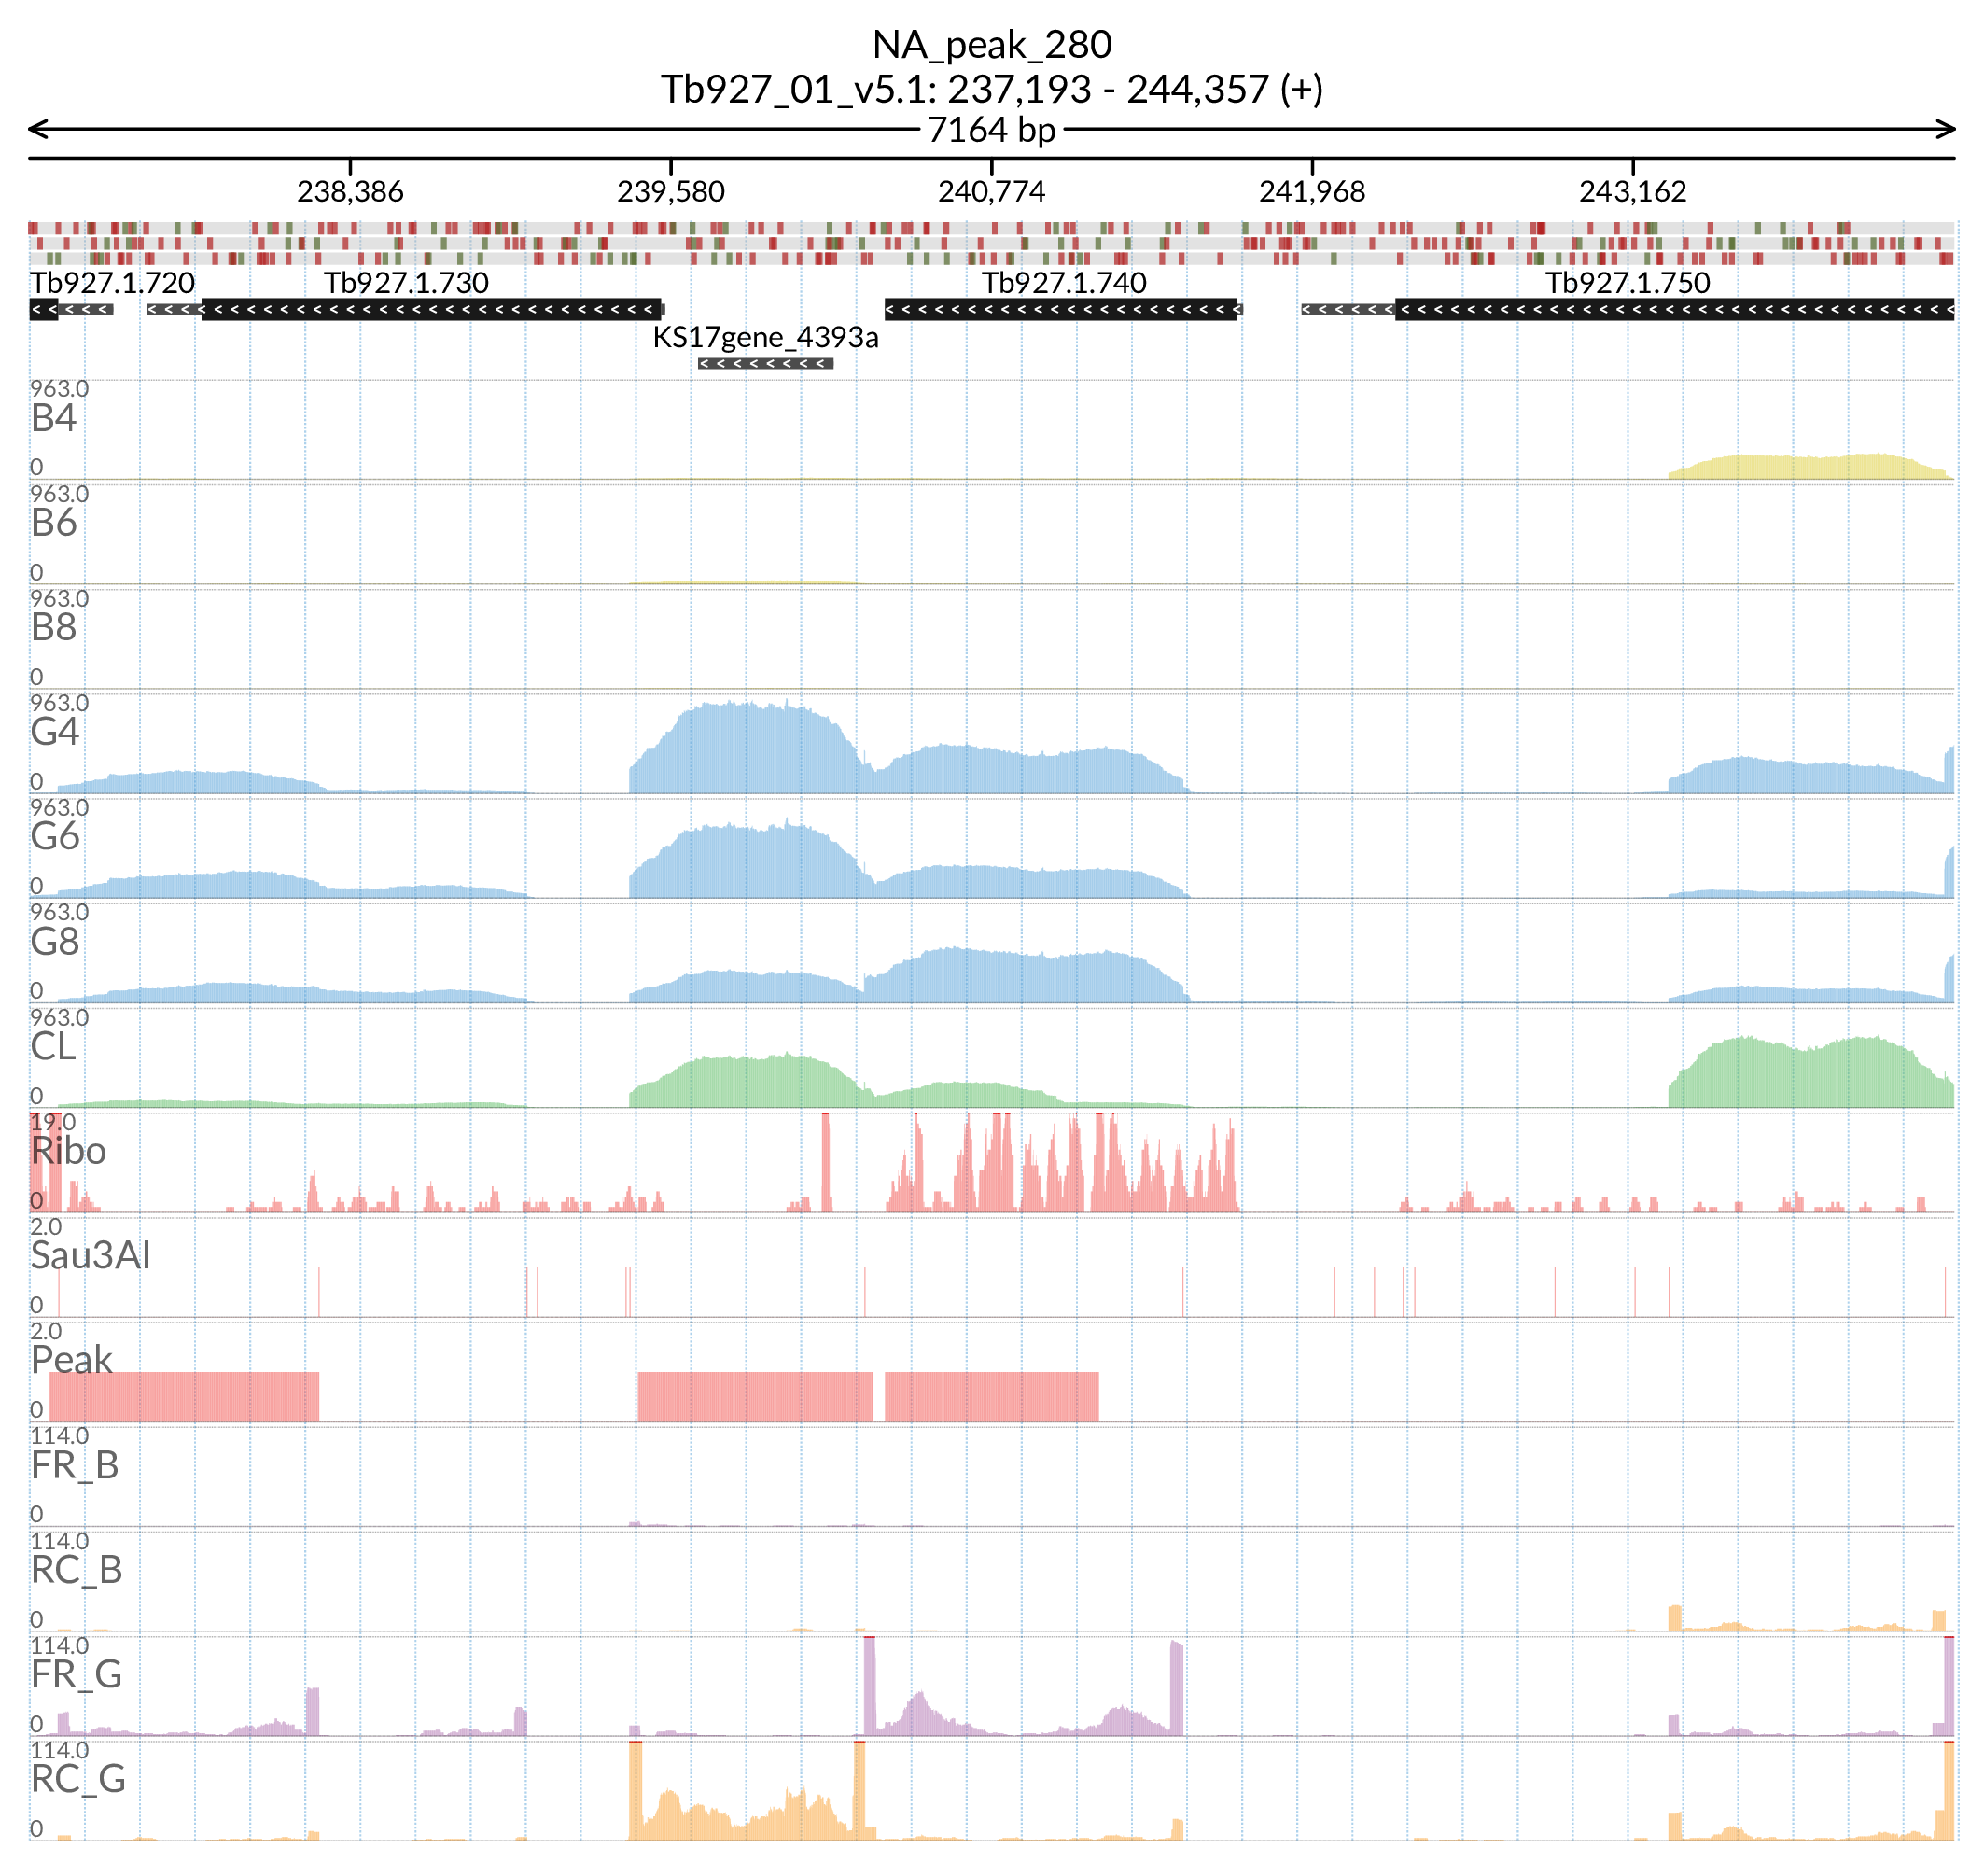 NA_peak_280
Tb927_01_v5.1: 237,193 - 244,357 (+)
7164 bp
238,386 239,580 240,774 241,968 243,162
Tb927.1.720 Tb927.1.730 Tb927.1.740 Tb927.1.750
KS17gene_4393a
963.0
B4
0
963.0
B6
0
963.0
B8
0
963.0
G4
0
963.0
G6
0
963.0
G8
0
963.0
CL
0
19.0
Ribo
0
2.0
Sau3AI
0
2.0
Peak
0
114.0
FR_B
0
114.0
RC_B
0
114.0
FR_G
0
114.0
RC_G
0